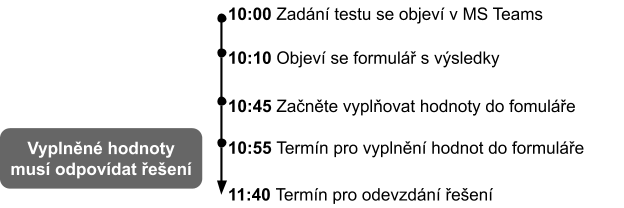 10:00 Zadání testu se objeví v MS Teams
10:10 Objeví se formulář s výsledky
10:45 Začněte vyplňovat hodnoty do fomuláře
Vyplněné hodnoty
musí odpovídat řešení
10:55 Termín pro vyplnění hodnot do formuláře
11:40 Termín pro odevzdání řešení